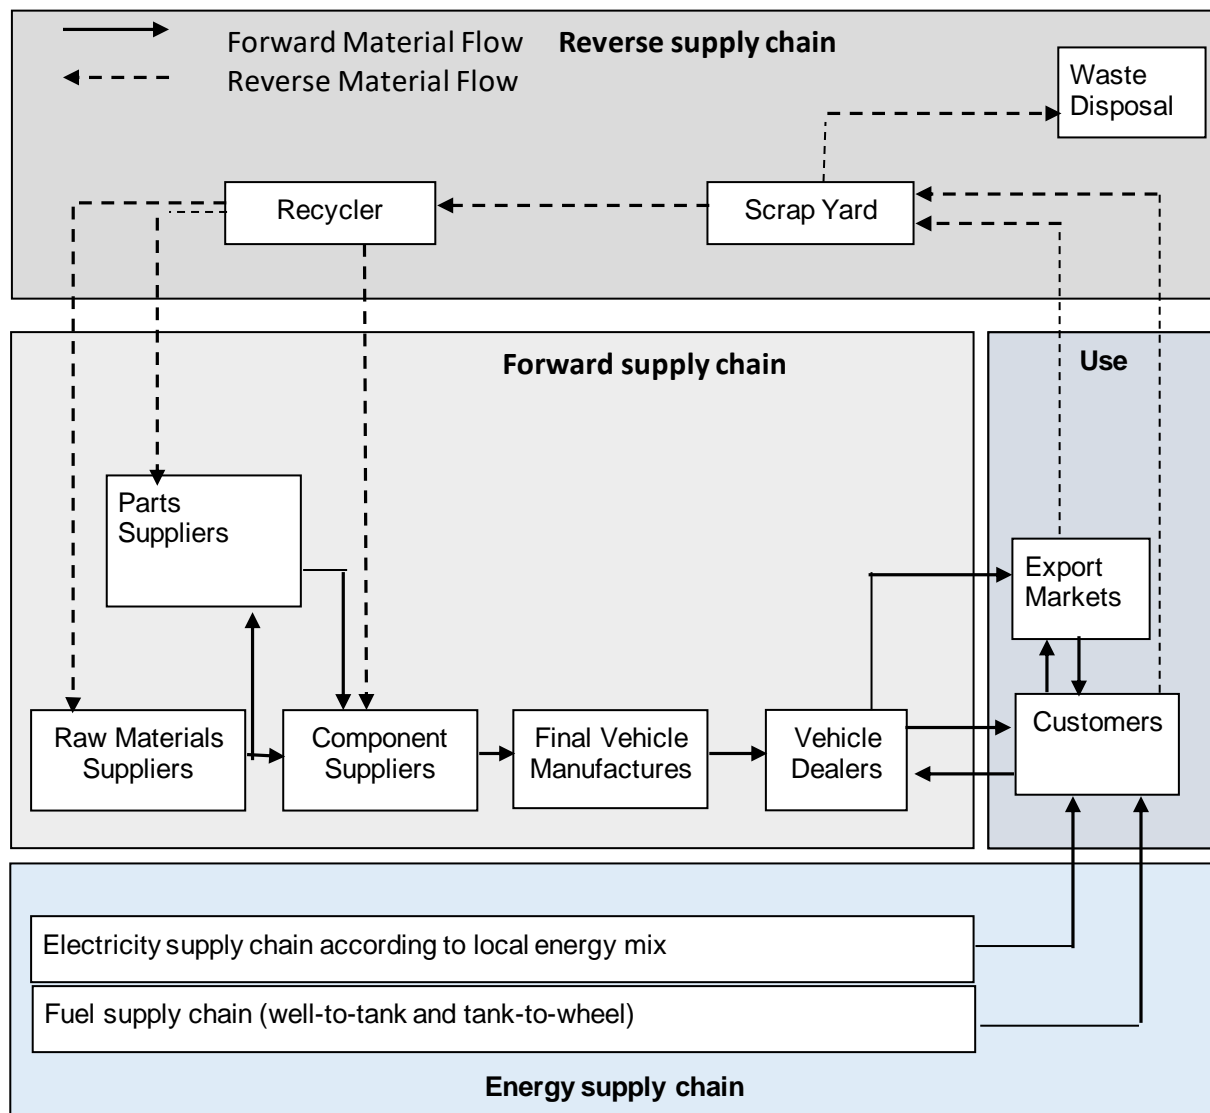 Forward Material Flow
Reverse supply chain
Reverse Material Flow
Waste
Disposal
Recycler
Scrap Yard
Forward supply chain
Use
Parts
Suppliers
Export
Markets
Raw Materials
Suppliers
Component
Suppliers
Final Vehicle
Manufactures
Vehicle
Dealers
Customers
Electricity supply chain according to local energy mix
Fuel supply chain (well-to-tank and tank-to-wheel)
Energy supply chain